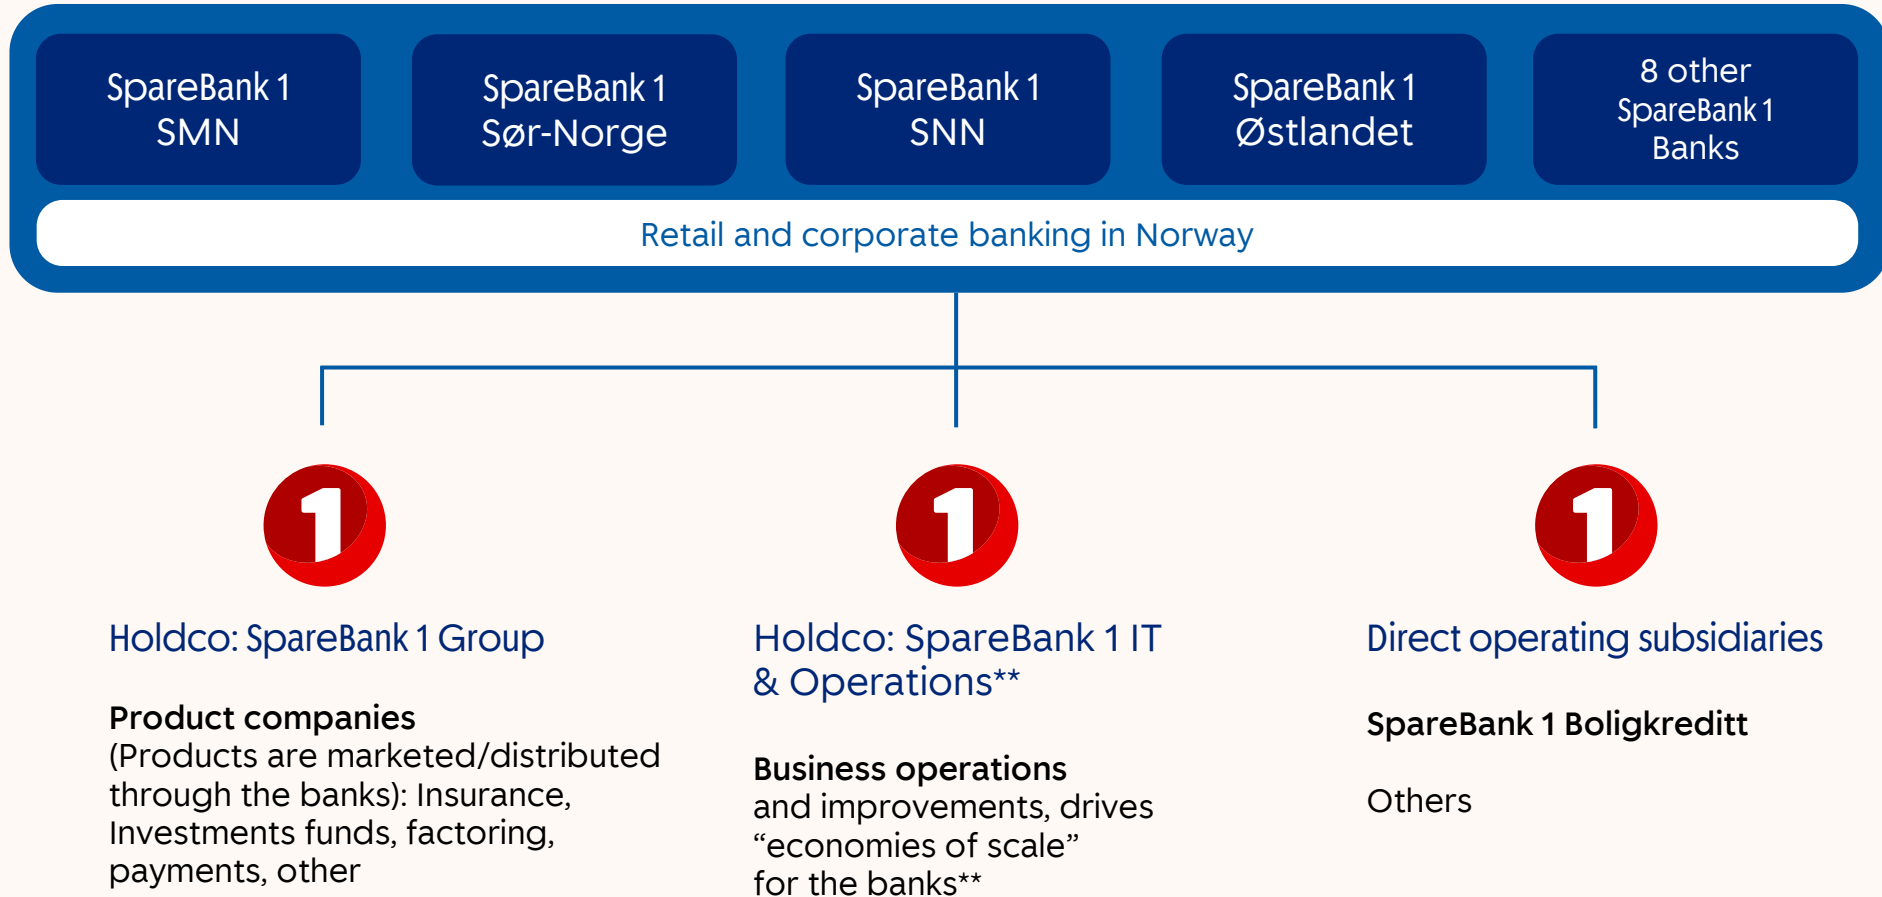 SpareBank 1
SMN
SpareBank 1
Sør-Norge
SpareBank 1
SNN
SpareBank 1
Østlandet
8 other
SpareBank 1
Banks
Retail and corporate banking in Norway
1
1
1
Holdco: SpareBank 1 Group
Product companies
(Products are marketed/distributed
through the banks): Insurance,
Investments funds, factoring,
payments, other
Holdco: SpareBank 1 IT
& Operations**
Business operations
and improvements, drives
“economies of scale”
for the banks**
Direct operating subsidiaries
SpareBank 1 Boligkreditt
Others